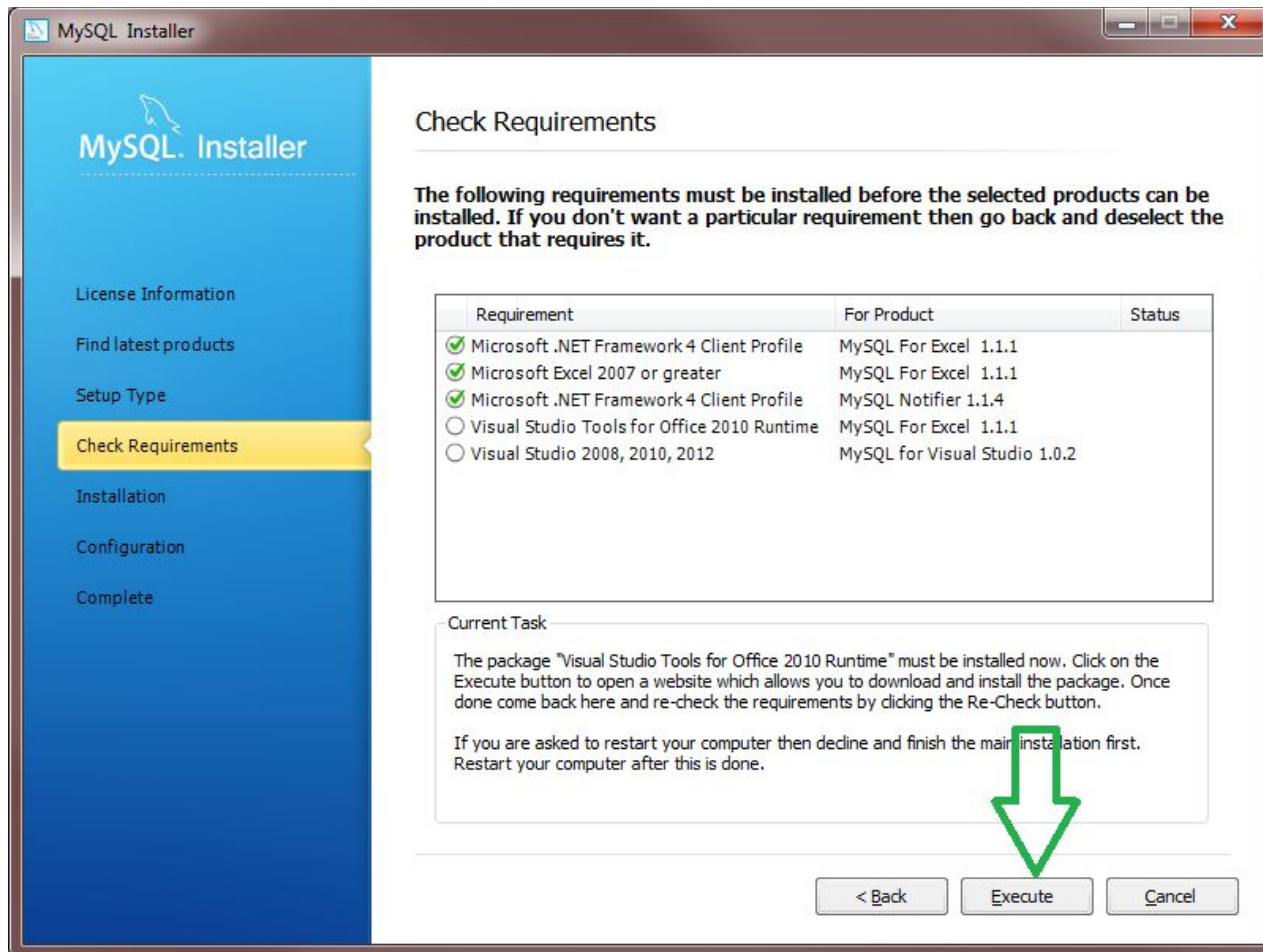 MySQL Installer
MySQL. Installer
License Information
Find latest products
Setup Type
Check Requirements
Installation
Configuration
Complete
Check Requirements
The following requirements must be installed before the selected products can be
installed. If you don't want a particular requirement then go back and deselect the
product that requires it.
Requirement For Product Status
Microsoft .NET Framework 4 Client Profile MySQL For Excel 1.1.1
Microsoft Excel 2007 or greater MySQL For Excel 1.1.1
Microsoft .NET Framework 4 Client Profile MySQL Notifier 1.1.4
Visual Studio Tools for Office 2010 Runtime MySQL For Excel 1.1.1
Visual Studio 2008, 2010, 2012 MySQL for Visual Studio 1.0.2
Current Task
The package "Visual Studio Tools for Office 2010 Runtime" must be installed now. Click on the
Execute button to open a website which allows you to download and install the package. Once
done come back here and re-check the requirements by clicking the Re-Check button.
If you are asked to restart your computer then decline and finish the main installation first.
Restart your computer after this is done.
< Back Execute Cancel